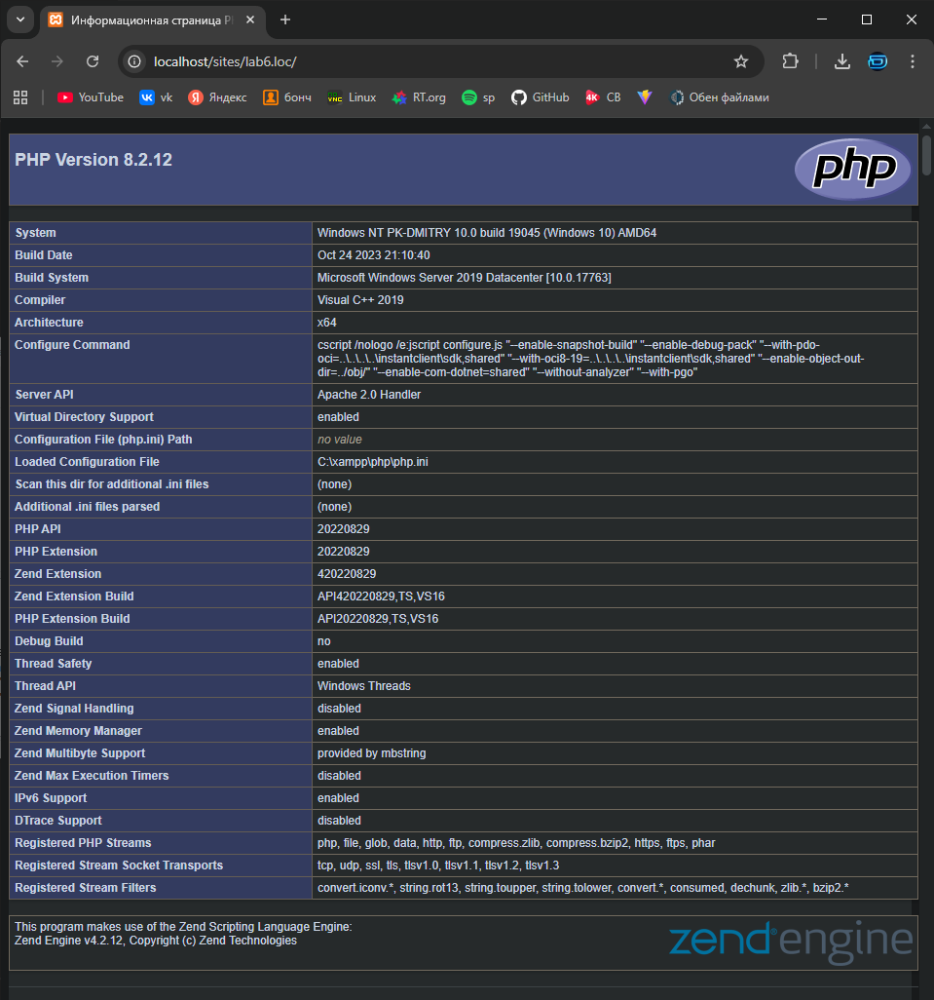 Информационная страница P
localhost/sites/lab6.loc/
YouTube
vk
Яндекс
бонч
Linux
RT.org
sp
GitHub
4K СВ
Обен файлами
PHP Version 8.2.12
php
System Windows NT PK-DMITRY 10.0 build 19045 (Windows 10) AMD64
Build Date Oct 24 2023 21:10:40
Build System Microsoft Windows Server 2019 Datacenter [10.0.17763]
Compiler Visual C++ 2019
Architecture x64
Configure Command cscript /nologo /e:jscript configure.js "--enable-snapshot-build" "--enable-debug-pack" "--with-pdo-
oci=..\..\..\..\instantclient\sdk,shared" "--with-oci8-19=..\..\..\..\instantclient\sdk,shared" "--enable-object-out-
dir=../obj/" "--enable-com-dotnet=shared" "--without-analyzer" "--with-pgo"
Server API Apache 2.0 Handler
Virtual Directory Support enabled
Configuration File (php.ini) Path no value
Loaded Configuration File C:\xampp\php\php.ini
Scan this dir for additional .ini files (none)
Additional .ini files parsed (none)
PHP API 20220829
PHP Extension 20220829
Zend Extension 420220829
Zend Extension Build API420220829,TS,VS16
PHP Extension Build API20220829,TS,VS16
Debug Build no
Thread Safety enabled
Thread API Windows Threads
Zend Signal Handling disabled
Zend Memory Manager enabled
Zend Multibyte Support provided by mbstring
Zend Max Execution Timers disabled
IPv6 Support enabled
DTrace Support disabled
Registered PHP Streams php, file, glob, data, http, ftp, compress.zlib, compress.bzip2, https, ftps, phar
Registered Stream Socket Transports tcp, udp, ssl, tls, tlsv1.0, tlsv1.1, tlsv1.2, tlsv1.3
Registered Stream Filters convert.iconv.*, string.rot13, string.toupper, string.tolower, convert.*, consumed, dechunk, zlib.*, bzip2.*
This program makes use of the Zend Scripting Language Engine:
Zend Engine v4.2.12, Copyright (c) Zend Technologies
zend® engine